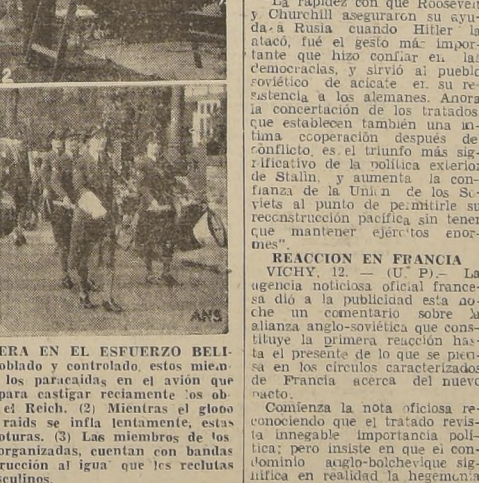 2
ANS
ERA EN EL ESFUERZO BELI-
oblado y controlado, estos miem-
los paracaidas en el avión que
para castigar reciamente los ob-
el Reich. (2) Mientras el globo
raids se infla lentamente, estas
oturas. (3) Las miembros de los
organizadas, cuentan con bandas
rucción al igual que los reclutas
sculinos.
La rapidez con que Roosevelt
y Churchill aseguraron su ayu-
da a Rusia cuando Hitler la
atacó, fué el gesto más impor-
tante que hizo confiar en las
democracias, y sirvió al pueblo
soviético de acicate en su re-
sistencia a los alemanes. Ahora
la concertación de los tratados
que establecen también una ín-
tima cooperación después del
conflicto, es el triunfo más sig-
nificativo de la política exterior
de Stalin, y aumenta la con-
fianza de la Unión de los So-
viets al punto de permitirle su
reconstrucción pacífica sin tener
que mantener ejércitos enor-
mes".
REACCION EN FRANCIA
VICHY, 12. — (U. P).— La
agencia noticiosa oficial france-
sa dió a la publicidad esta no-
che un comentario sobre la
alianza anglo-soviética que cons-
tituye la primera reacción has-
ta el presente de lo que se pien-
sa en los círculos caracterizados
de Francia acerca del nuevo
pacto.
Comienza la nota oficiosa re-
conociendo que el tratado revis-
ta innegable importancia polí-
tica; pero insiste en que el con-
dominio anglo-bolchevique sig-
nifica en realidad la hegemonía